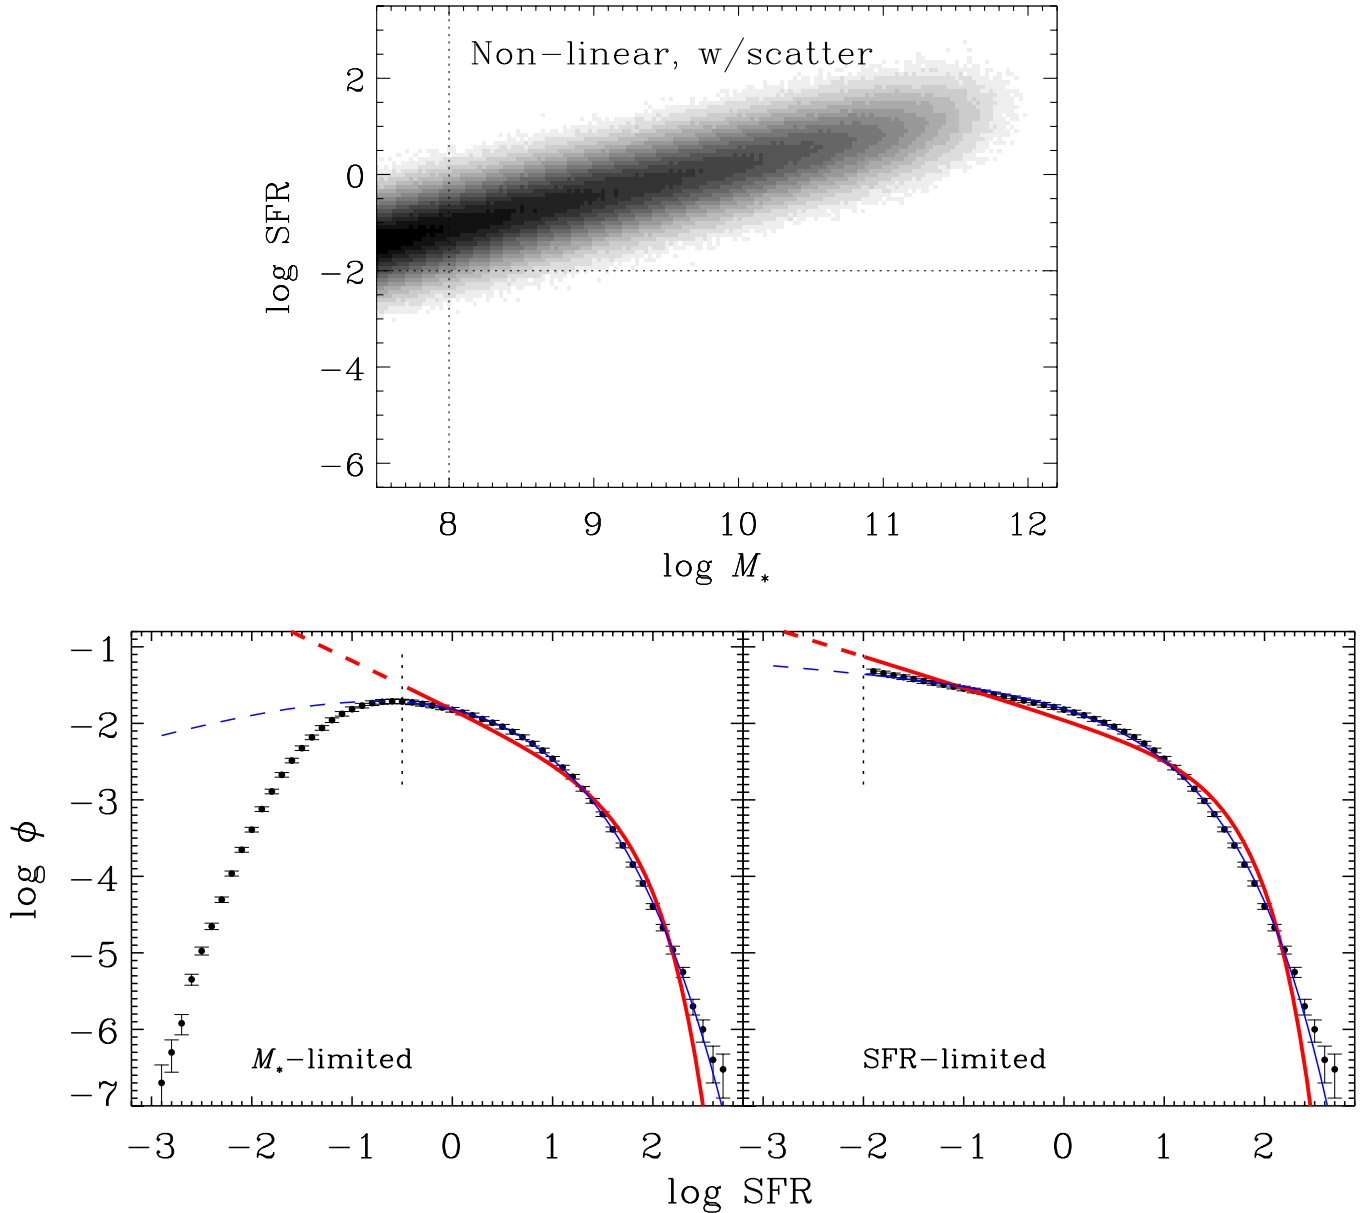 Non-linear, w/scatter
2
0
-2
-4
-6
log SFR
8 9 10 11 12
log M*
-1
-2
-3
-4
-5
-6
-7
log ϕ
M*-limited
SFR-limited
-3 -2 -1 0 1 2 -3 -2 -1 0 1 2
log SFR